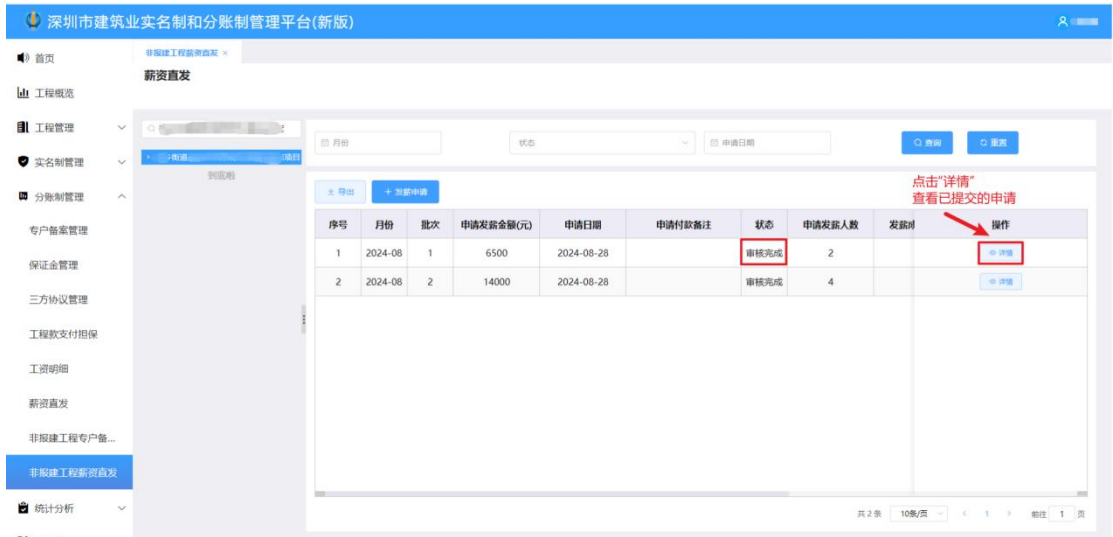 深圳市建筑业实名制和分账制管理平台(新版)
首页
非报建工程薪资直发 ×
薪资直发
工程概览
工程管理
实名制管理
分账制管理
专户备案管理
保证金管理
三方协议管理
工程款支付担保
工资明细
薪资直发
非报建工程专户备...
非报建工程薪资直发
统计分析
街道 项目
到底啦
月份 状态 申请日期 查询 重置
导出 + 发薪申请
点击“详情”
查看已提交的申请
序号 月份 批次 申请发薪金额(元) 申请日期 申请付款备注 状态 申请发薪人数 发薪成 操作
1 2024-08 1 6500 2024-08-28 审核完成 2 详情
2 2024-08 2 14000 2024-08-28 审核完成 4 详情
共 2 条 10条/页 < 1 > 前往 1 页